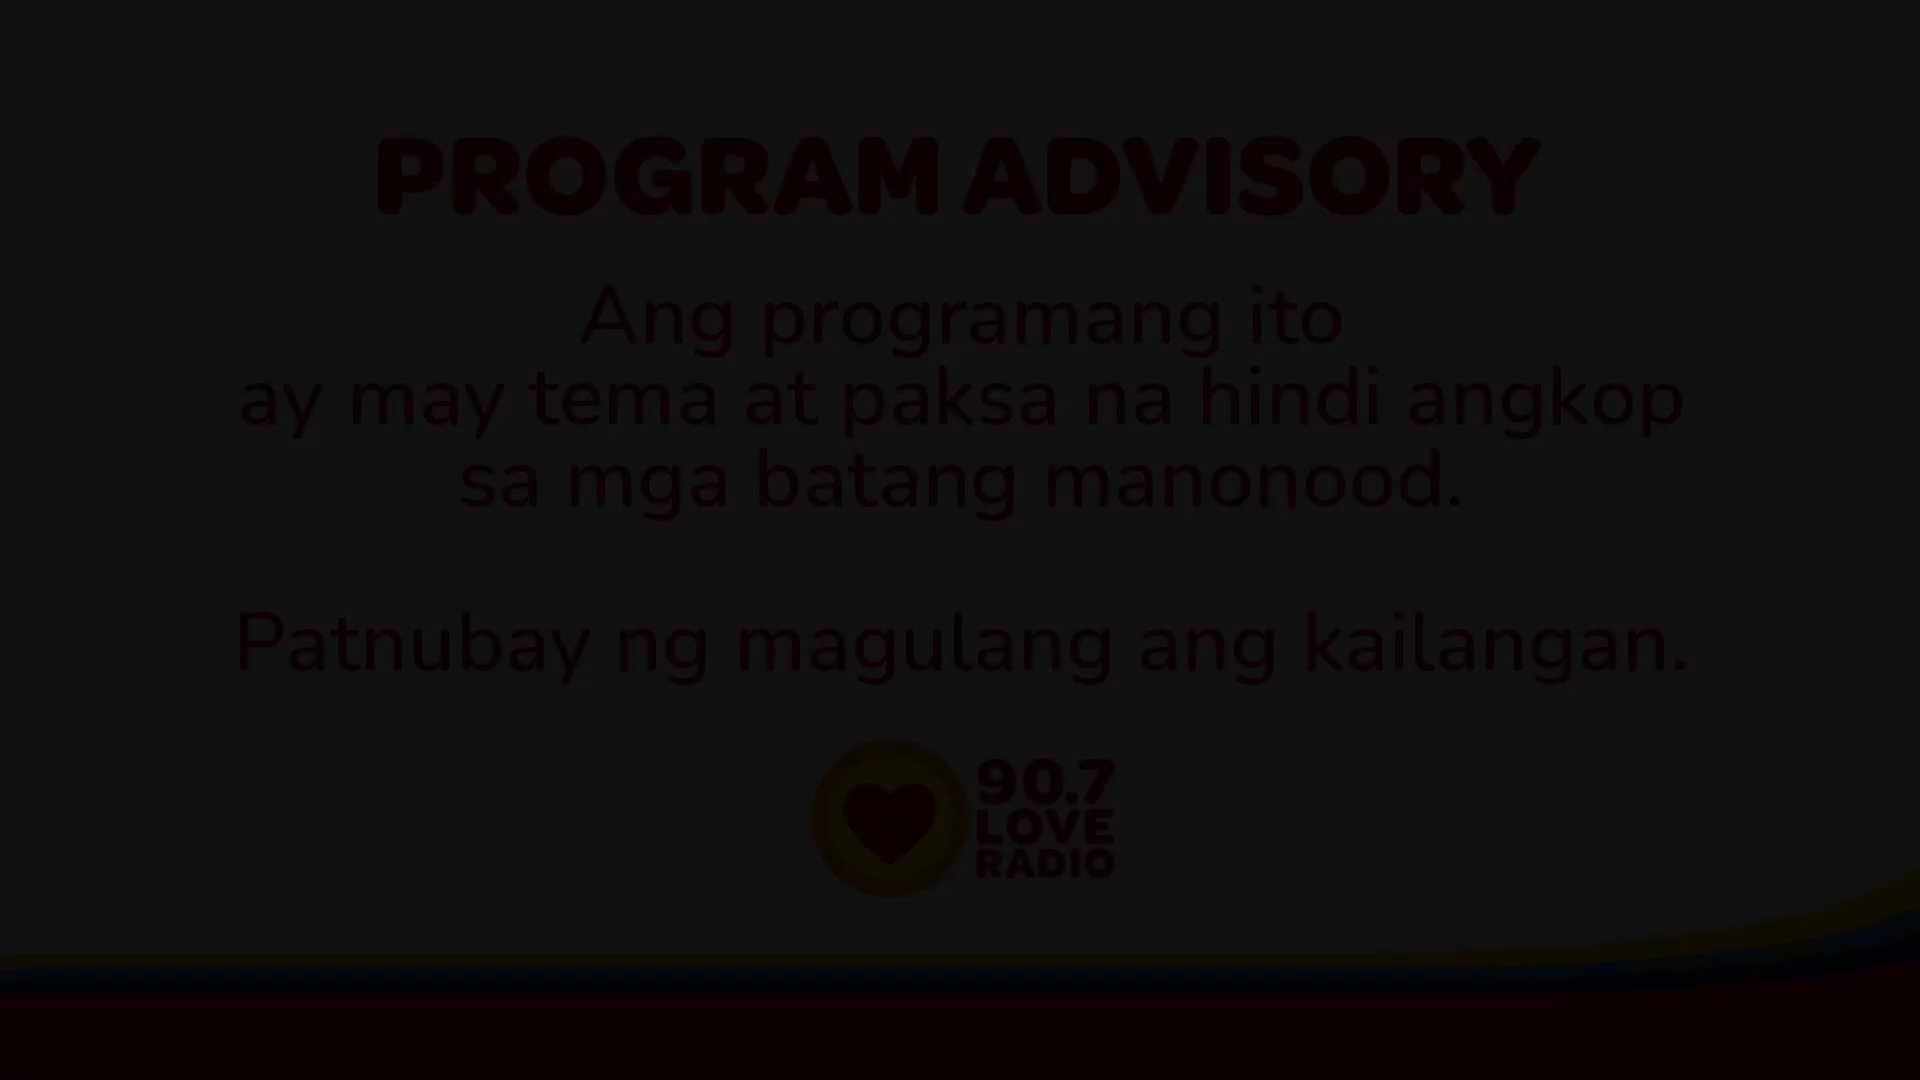 PROGRAM ADVISORY
Ang programang ito
ay may tema at paksa na hindi angkop
sa mga batang manonood.
Patnubay ng magulang ang kailangan.
90.7
LOVE
RADIO